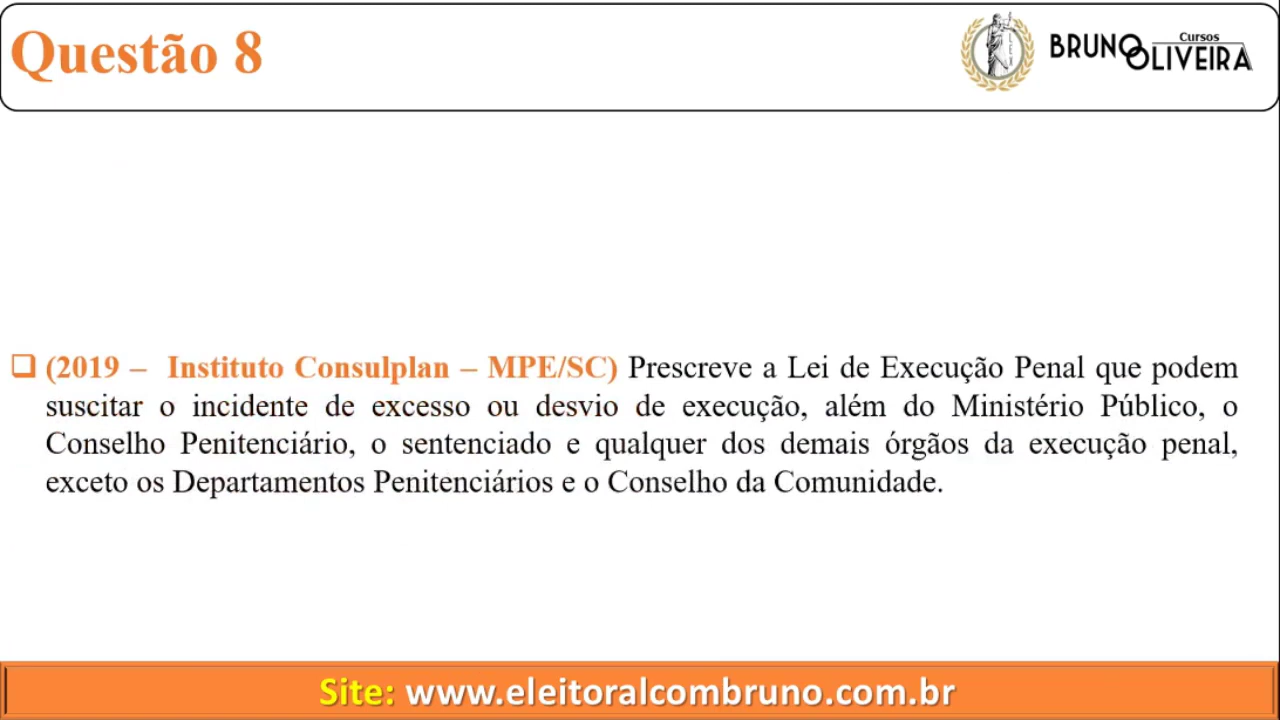 Questão 8
Cursos
BRUNO
OLIVEIRA
❑ (2019 – Instituto Consulplan – MPE/SC) Prescreve a Lei de Execução Penal que podem
suscitar o incidente de excesso ou desvio de execução, além do Ministério Público, o
Conselho Penitenciário, o sentenciado e qualquer dos demais órgãos da execução penal,
exceto os Departamentos Penitenciários e o Conselho da Comunidade.
Site: www.eleitoralcombruno.com.br